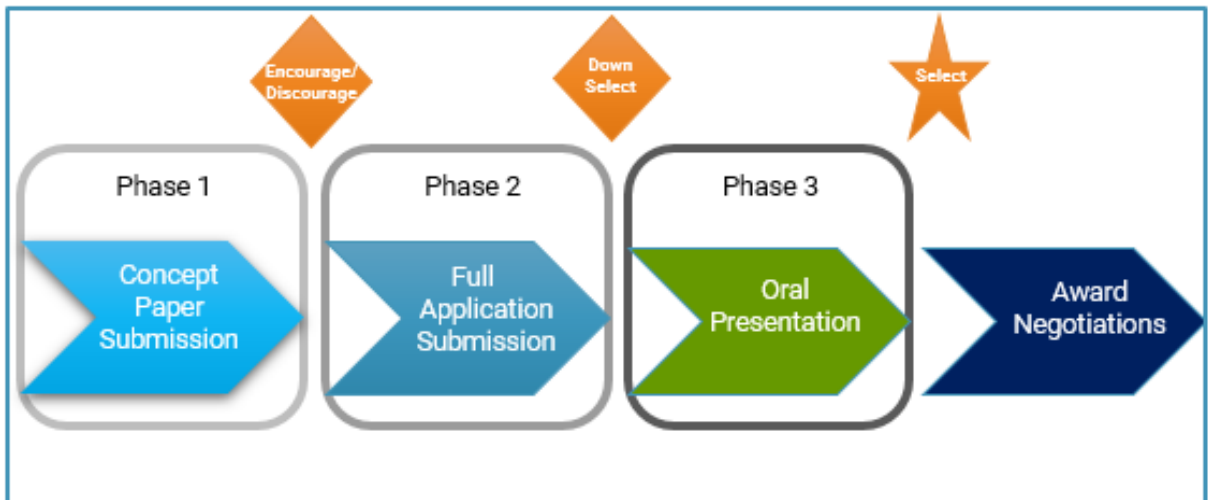 Encourage/
Discourage
Down
Select
Select
Phase 1
Phase 2
Phase 3
Concept
Paper
Submission
Full
Application
Submission
Oral
Presentation
Award
Negotiations